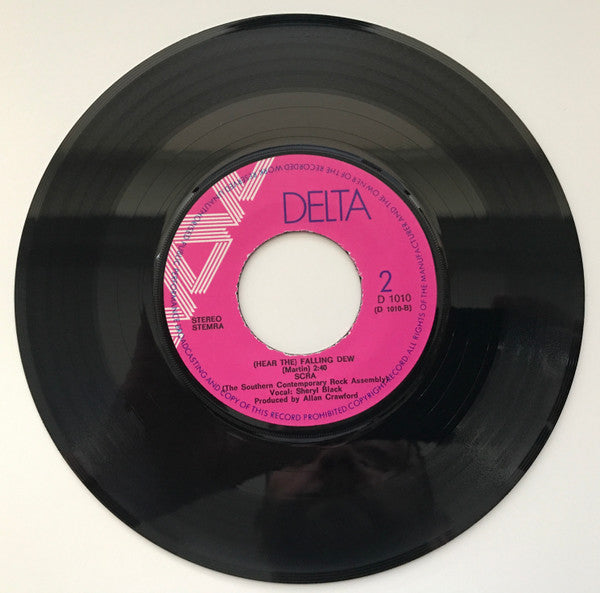 DELTA
2
D 1010
(D 1010-B)
STEREO
STEMRA
(HEAR THE) FALLING DEW
(Martin) 2:40
SCRA
(The Southern Contemporary Rock Assembly)
Vocal: Sheryl Black
Produced by Allan Crawford
ALL RIGHTS OF THE MANUFACTURER AND THE OWNER OF THE RECORDED WORK RESERVED
BROADCASTING AND COPY OF THIS RECORD PROHIBITED COPYRIGHT